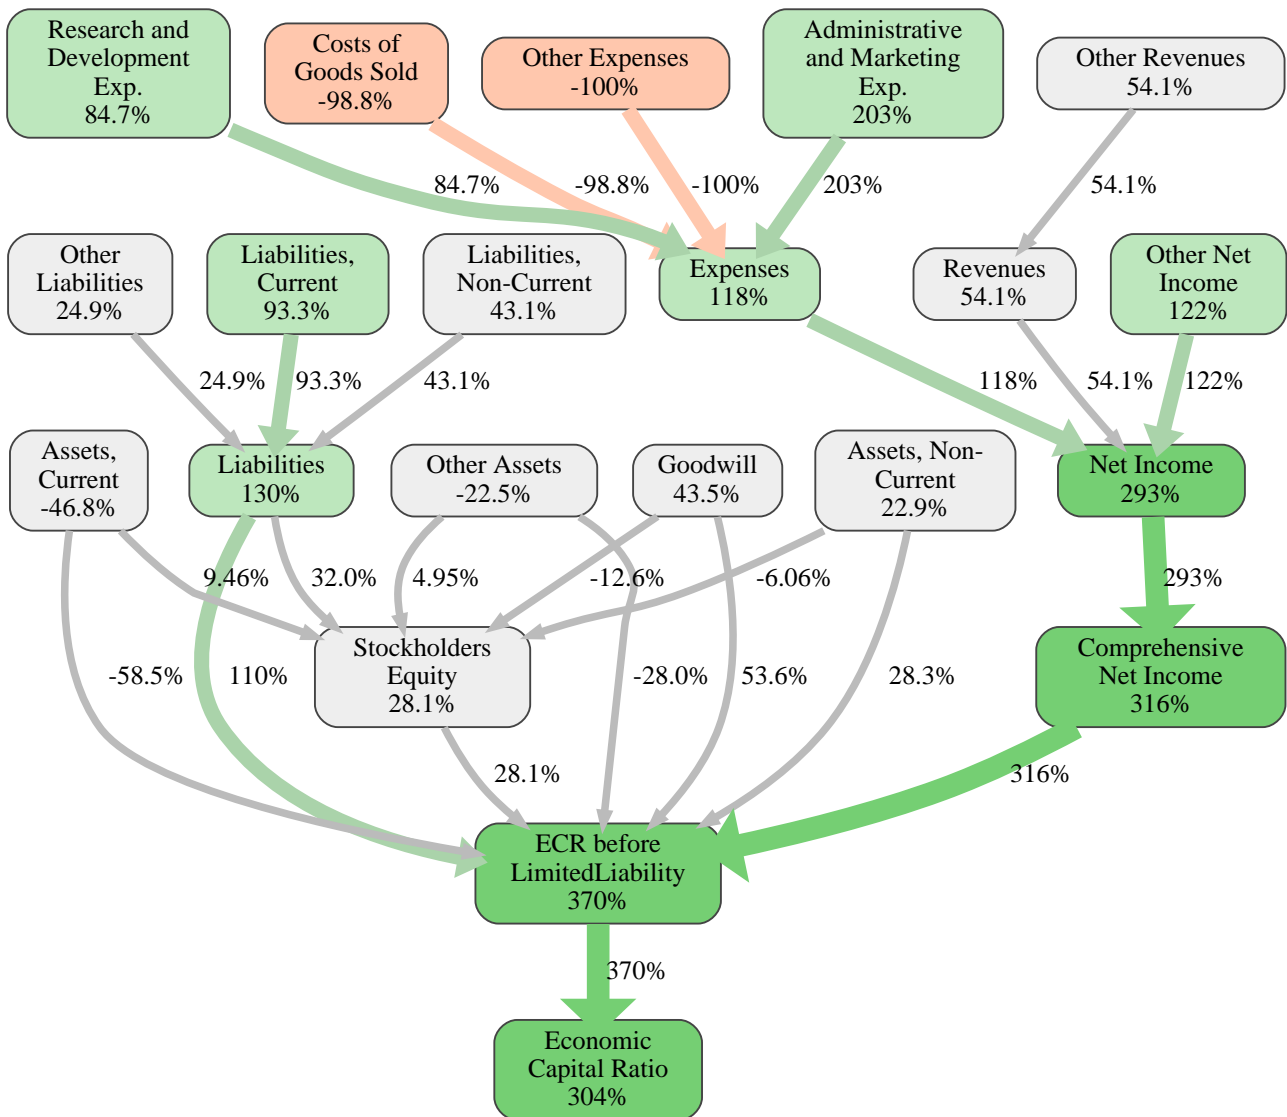 Research and
Development
Exp.
84.7%
Costs of
Goods Sold
-98.8%
Other Expenses
-100%
Administrative
and Marketing
Exp.
203%
Other Revenues
54.1%
84.7%
-98.8%
-100%
203%
54.1%
Other
Liabilities
24.9%
Liabilities,
Current
93.3%
Liabilities,
Non-Current
43.1%
Expenses
118%
Revenues
54.1%
Other Net
Income
122%
24.9%
93.3%
43.1%
118%
54.1%
122%
Assets,
Current
-46.8%
Liabilities
130%
Other Assets
-22.5%
Goodwill
43.5%
Assets, Non-
Current
22.9%
Net Income
293%
9.46%
32.0%
4.95%
-12.6%
-6.06%
293%
Stockholders
Equity
28.1%
Comprehensive
Net Income
316%
-58.5%
110%
-28.0%
53.6%
28.3%
28.1%
316%
ECR before
LimitedLiability
370%
370%
Economic
Capital Ratio
304%